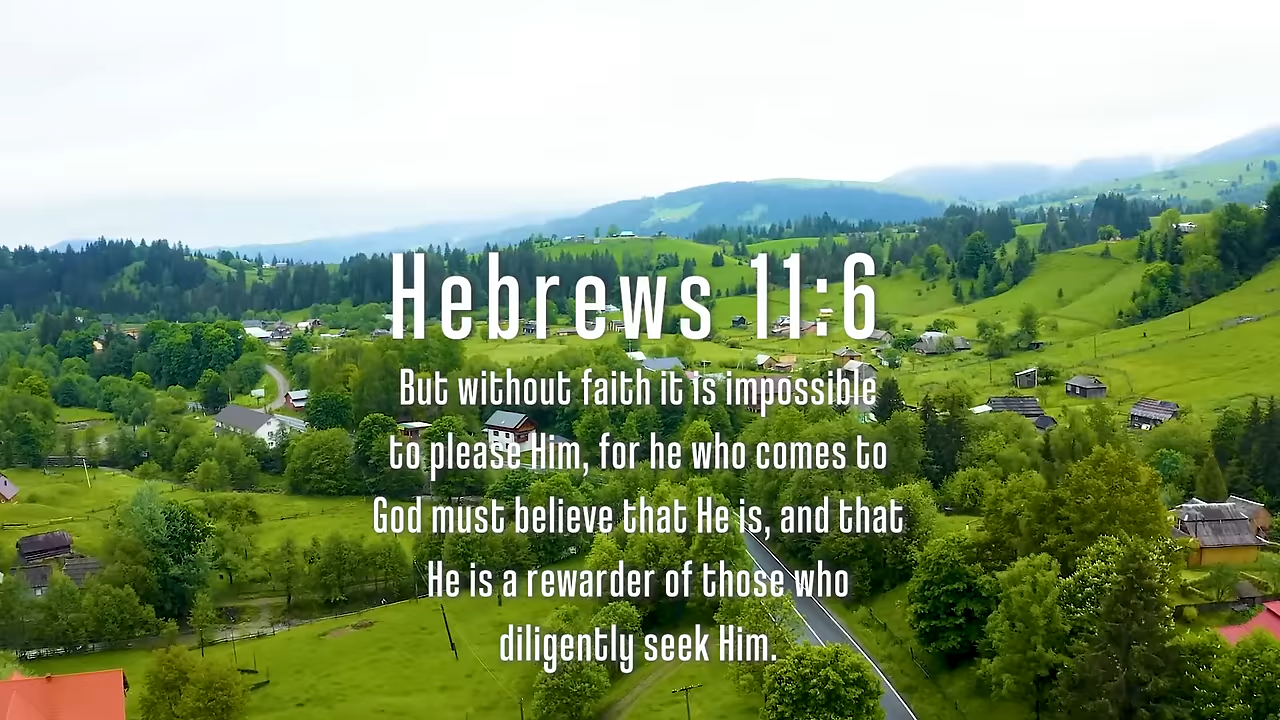 Hebrews 11:6
But without faith it is impossible
to please Him, for he who comes to
God must believe that He is, and that
He is a rewarder of those who
diligently seek Him.